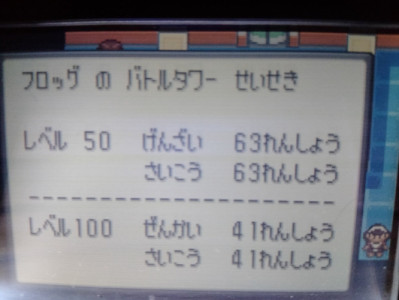 フロッグ の バトルタワー せいせき
レベル 50 げんざい 63れんしょう
さいこう 63れんしょう
レベル100 ぜんかい 41れんしょう
さいこう 41れんしょう